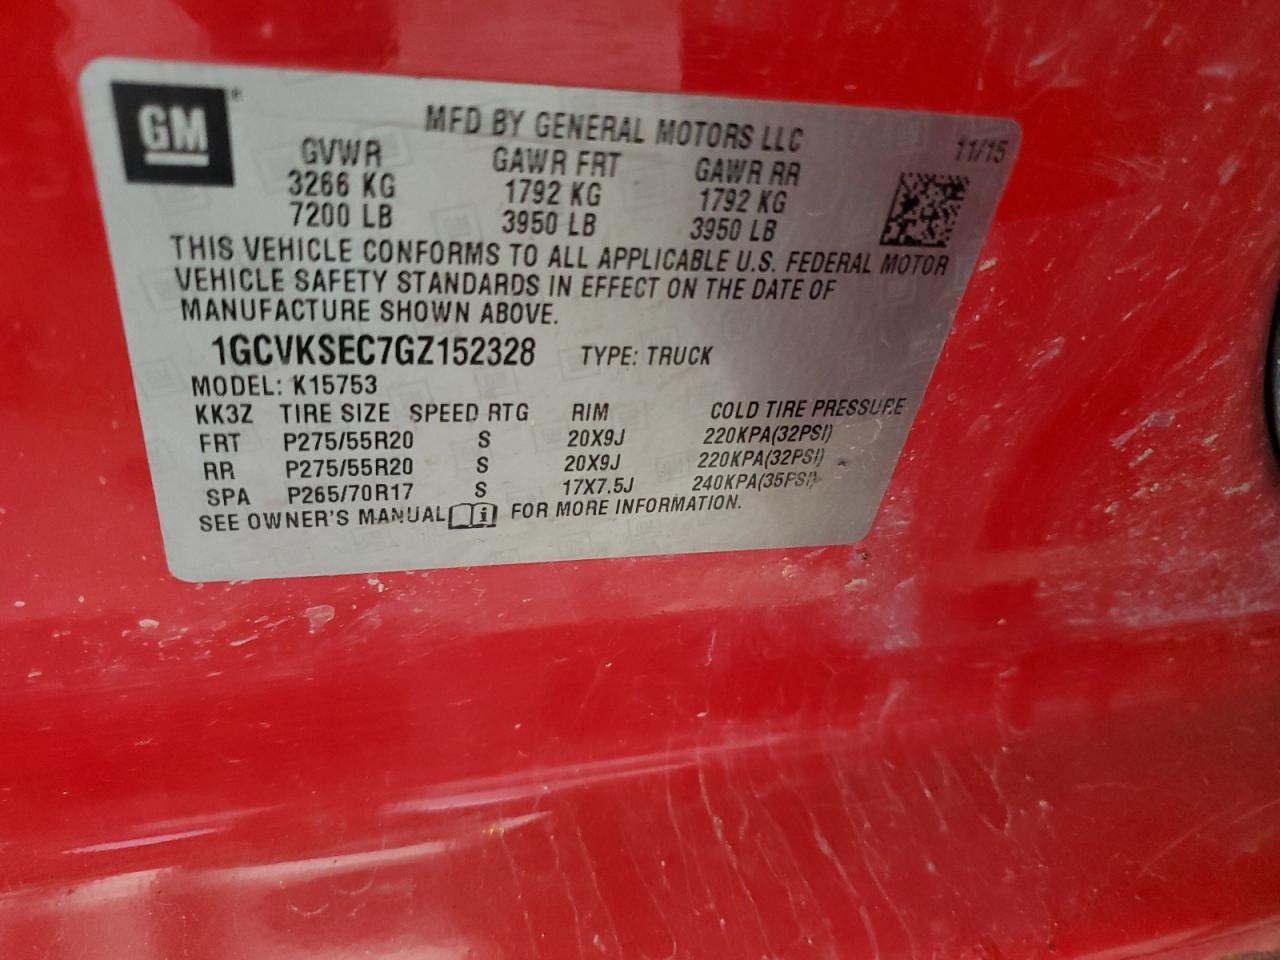 GM®
MFD BY GENERAL MOTORS LLC 11/15
GVWR GAWR FRT GAWR RR
3266 KG 1792 KG 1792 KG
7200 LB 3950 LB 3950 LB
THIS VEHICLE CONFORMS TO ALL APPLICABLE U.S. FEDERAL MOTOR
VEHICLE SAFETY STANDARDS IN EFFECT ON THE DATE OF
MANUFACTURE SHOWN ABOVE.
1GCVKSEC7GZ152328 TYPE: TRUCK
MODEL: K15753
KK3Z TIRE SIZE SPEED RTG RIM COLD TIRE PRESSURE
FRT P275/55R20 S 20X9J 220KPA(32PSI)
RR P275/55R20 S 20X9J 220KPA(32PSI)
SPA P265/70R17 S 17X7.5J 240KPA(35PSI)
SEE OWNER'S MANUAL i FOR MORE INFORMATION.